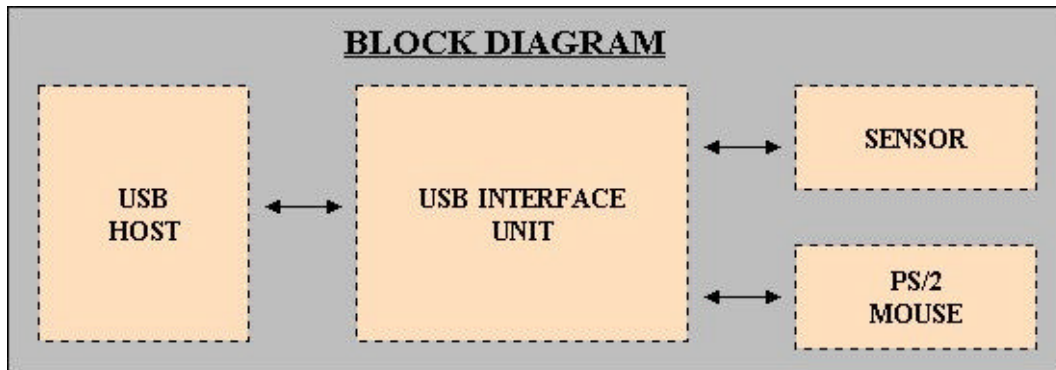 BLOCK DIAGRAM
USB
HOST
USB INTERFACE
UNIT
SENSOR
PS/2
MOUSE